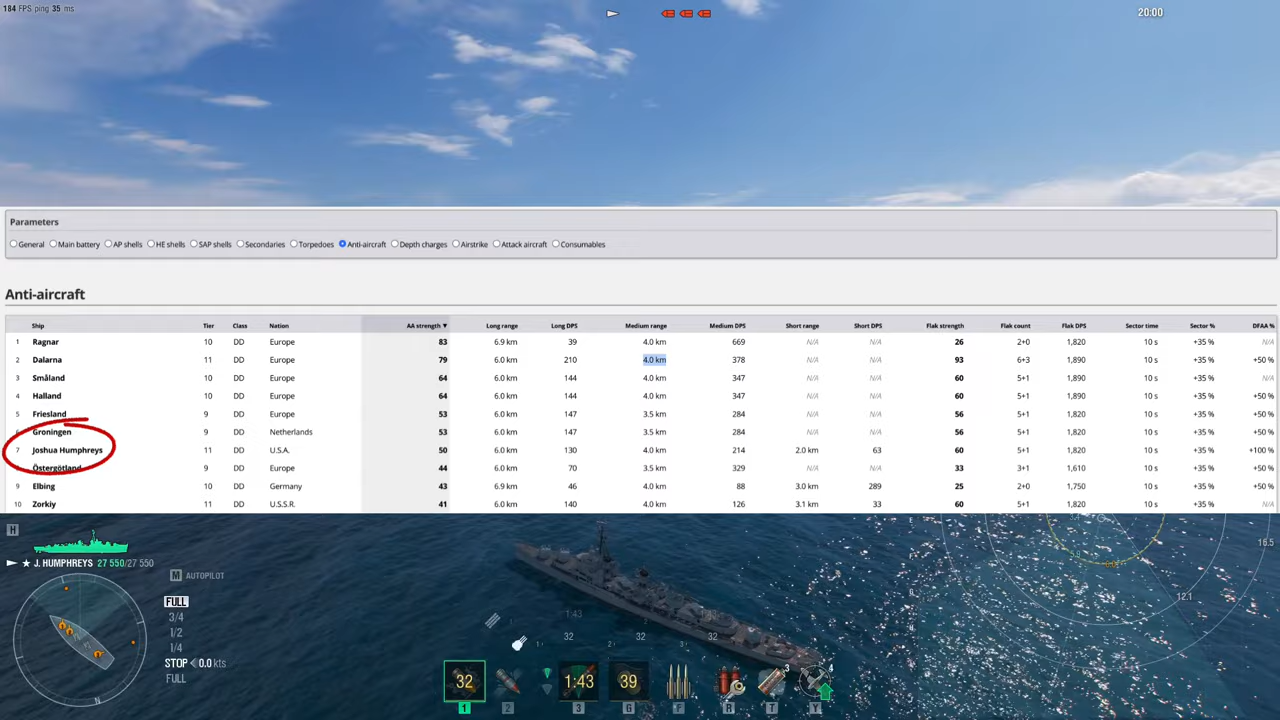 184 FPS ping 35 ms
20:00
Parameters
General Main battery AP shells HE shells SAP shells Secondaries Torpedoes Anti-aircraft Depth charges Airstrike Attack aircraft Consumables
Anti-aircraft
Ship Tier Class Nation AA strength ▼ Long range Long DPS Medium range Medium DPS Short range Short DPS Flak strength Flak count Flak DPS Sector time Sector % DFAA %
1 Ragnar 10 DD Europe 83 6.9 km 39 4.0 km 669 N/A N/A 26 2+0 1,820 10 s +35 % N/A
2 Dalarna 11 DD Europe 79 6.0 km 210 4.0 km 378 N/A N/A 93 6+3 1,890 10 s +35 % +50 %
3 Småland 10 DD Europe 64 6.0 km 144 4.0 km 347 N/A N/A 60 5+1 1,890 10 s +35 % N/A
4 Halland 10 DD Europe 64 6.0 km 144 4.0 km 347 N/A N/A 60 5+1 1,890 10 s +35 % +50 %
5 Friesland 9 DD Europe 53 6.0 km 147 3.5 km 284 N/A N/A 56 5+1 1,820 10 s +35 % +50 %
6 Groningen 9 DD Netherlands 53 6.0 km 147 3.5 km 284 N/A N/A 56 5+1 1,820 10 s +35 % +50 %
7 Joshua Humphreys 11 DD U.S.A. 50 6.0 km 130 4.0 km 214 2.0 km 63 60 5+1 1,820 10 s +35 % +100 %
Östergötland 9 DD Europe 44 6.0 km 70 3.5 km 329 N/A N/A 33 3+1 1,610 10 s +35 % +50 %
9 Elbing 10 DD Germany 43 6.9 km 46 4.0 km 88 3.0 km 289 25 2+0 1,750 10 s +35 % +50 %
10 Zorkiy 11 DD U.S.S.R. 41 6.0 km 140 4.0 km 126 3.1 km 33 60 5+1 1,820 10 s +35 % N/A
H
16.5
J. HUMPHREYS 27 550/27 550
M AUTOPILOT
12.1
FULL
3/4
1/2
1/4
STOP 0.0 kts
FULL
N
1:43
32 32 32
3 4
32 1:43 39
1 2 3 G F R T Y